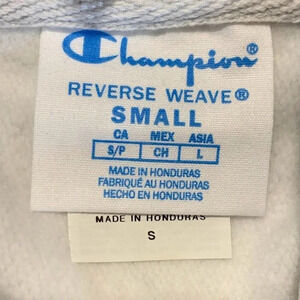 Champion®
REVERSE WEAVE®
SMALL
CA MEX ASIA
S/P CH L
MADE IN HONDURAS
FABRIQUÉ AU HONDURAS
HECHO EN HONDURAS
MADE IN HONDURAS
S